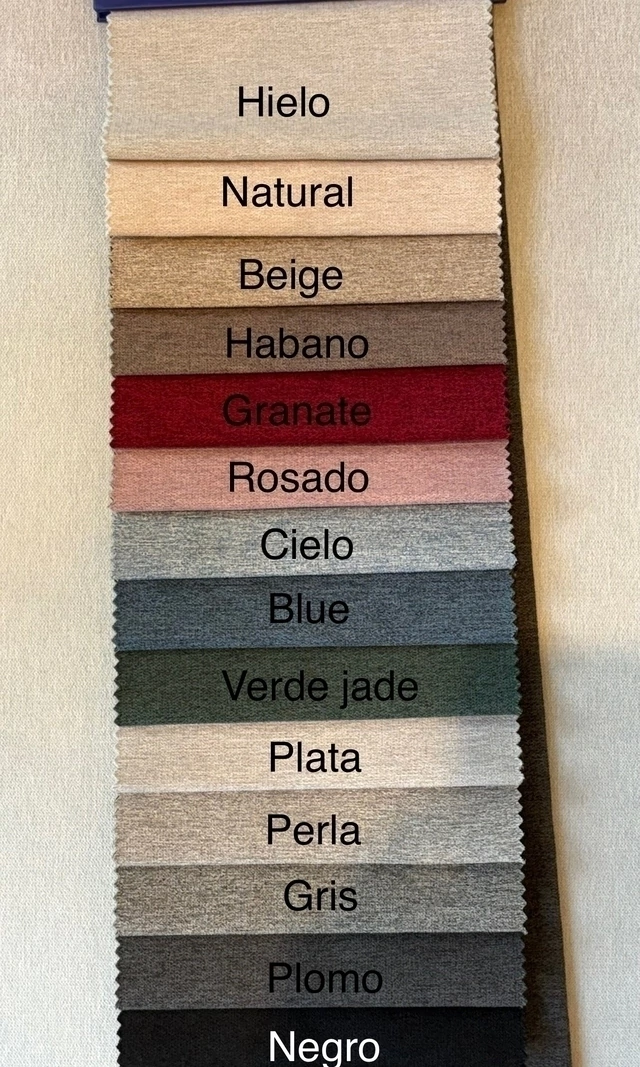 Hielo
Natural
Beige
Habano
Granate
Rosado
Cielo
Blue
Verde jade
Plata
Perla
Gris
Plomo
Negro